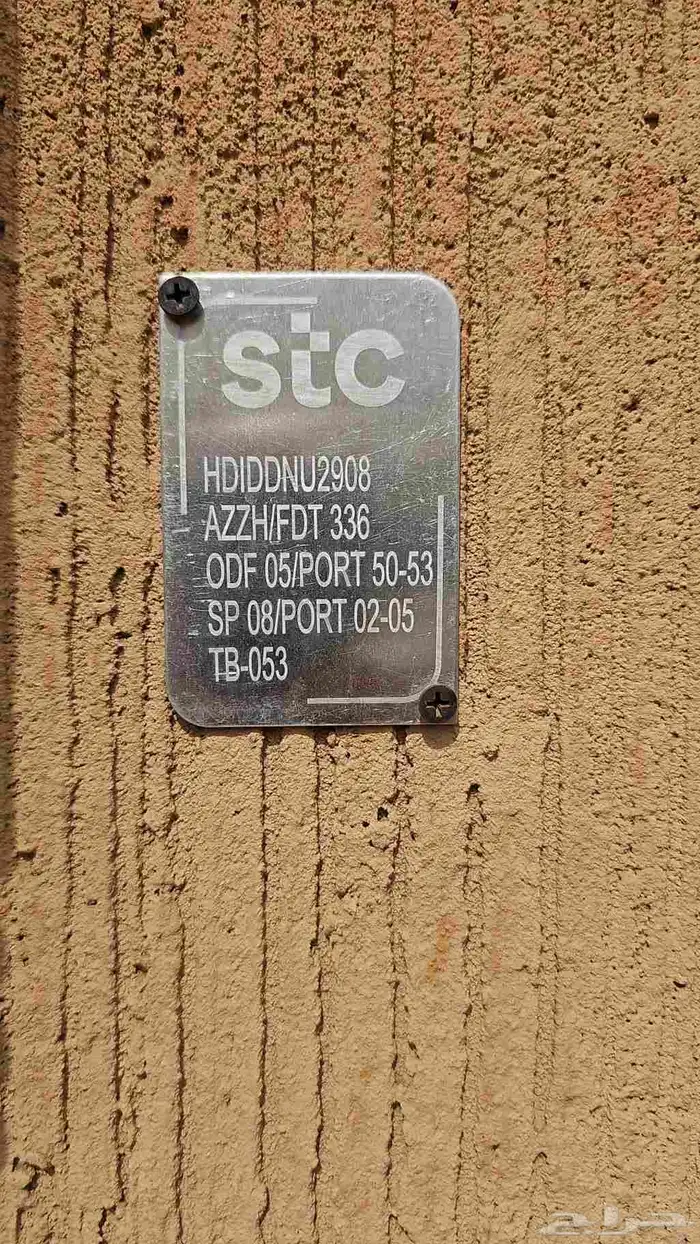 stc
HDIDDNU2908
AZZH/FDT 336
ODF 05/PORT 50-53
SP 08/PORT 02-05
TB-053
حراج